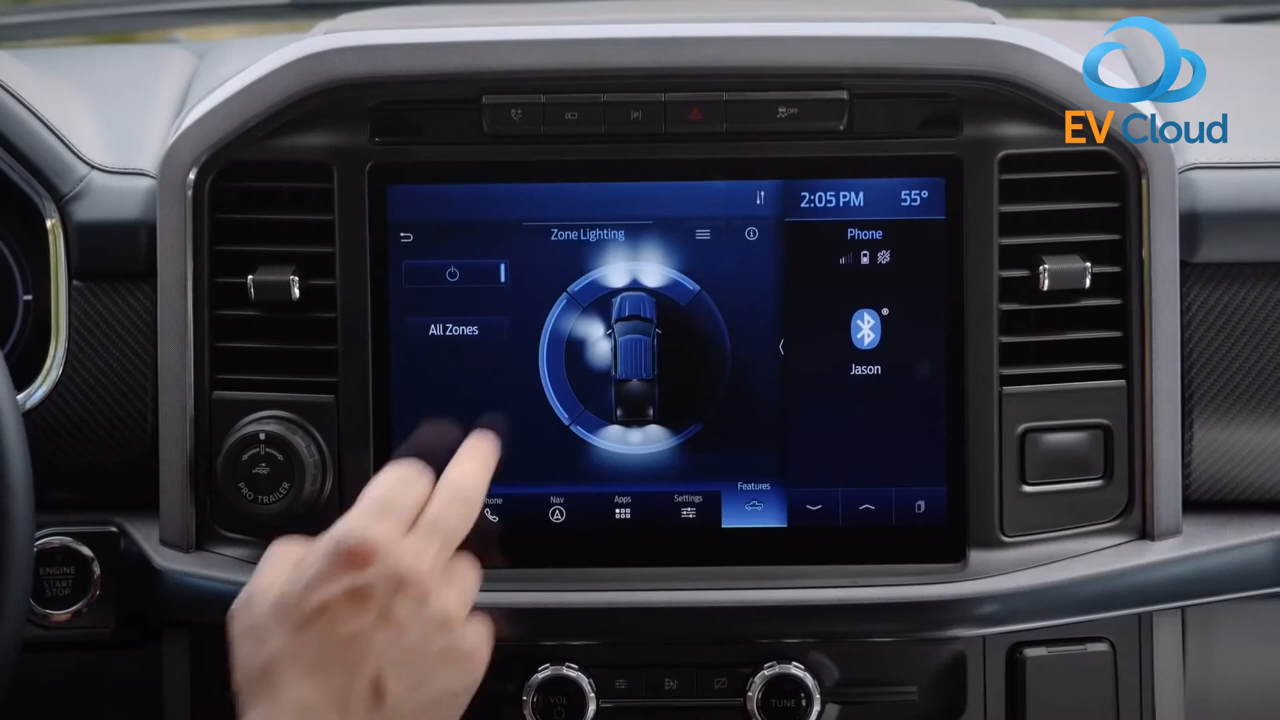 EV Cloud
OFF
2:05 PM 55°
Zone Lighting
Phone
All Zones
Jason
PRO TRAILER
Nav
Apps
Settings
Features
ENGINE
START
STOP
VOL
TUNE